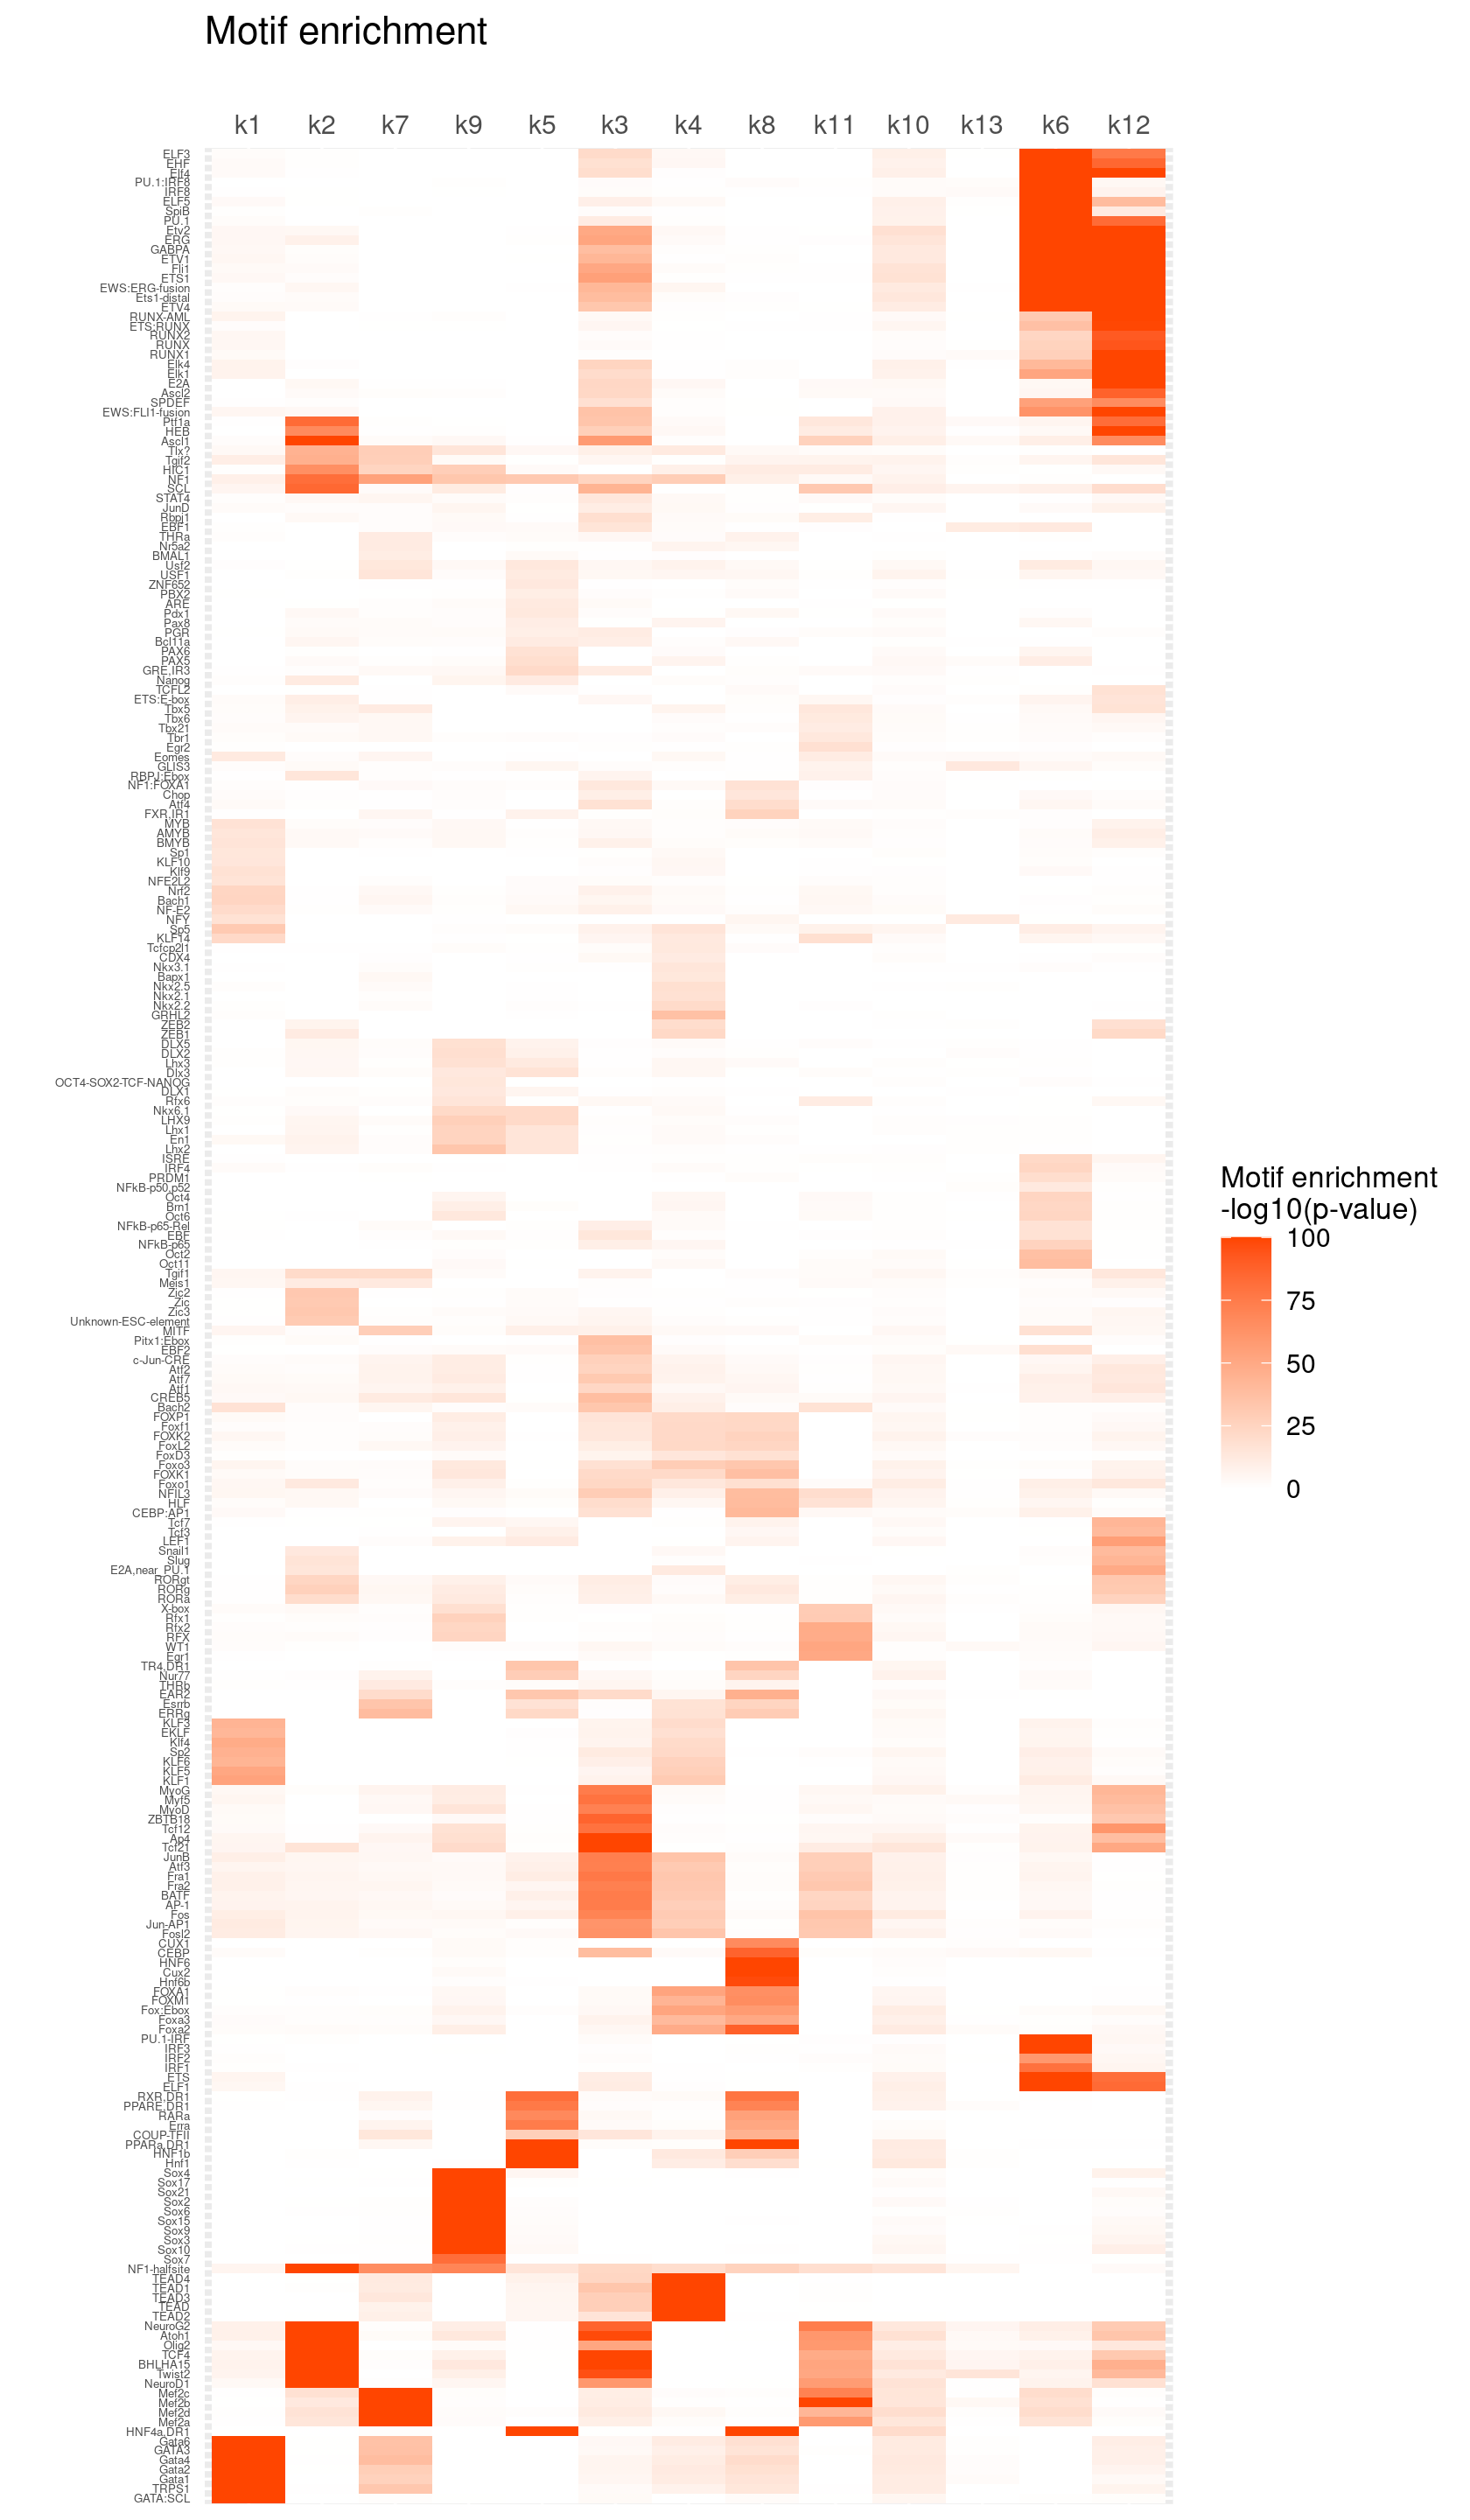 Motif enrichment
k1 k2 k7 k9 k5 k3 k4 k8 k11 k10 k13 k6 k12
ELF3
EHF
Elf4
PU.1:IRF8
IRF8
ELF5
SpiB
PU.1
Etv2
ERG
GABPA
ETV1
Fli1
ETS1
EWS:ERG-fusion
Ets1-distal
ETV4
RUNX-AML
ETS:RUNX
RUNX2
RUNX
RUNX1
Elk4
Elk1
E2A
Ascl2
SPDEF
EWS:FLI1-fusion
Ptf1a
HEB
Ascl1
Tlx?
Tgif2
HIC1
NF1
SCL
STAT4
JunD
Rbpj1
EBF1
THRa
Nr5a2
BMAL1
Usf2
USF1
ZNF652
PBX2
ARE
Pdx1
Pax8
PGR
Bcl11a
PAX6
PAX5
GRE,IR3
Nanog
TCFL2
ETS:E-box
Tbx5
Tbx6
Tbx21
Tbr1
Egr2
Eomes
GLIS3
RBPJ:Ebox
NF1:FOXA1
Chop
Atf4
FXR,IR1
MYB
AMYB
BMYB
Sp1
KLF10
Klf9
NFE2L2
Nrf2
Bach1
NF-E2
NFY
Sp5
KLF14
Tcfcp2l1
CDX4
Nkx3.1
Bapx1
Nkx2.5
Nkx2.1
Nkx2.2
GRHL2
ZEB2
ZEB1
DLX5
DLX2
Lhx3
Dlx3
OCT4-SOX2-TCF-NANOG
DLX1
Rfx6
Nkx6.1
LHX9
Lhx1
En1
Lhx2
ISRE
IRF4
PRDM1
NFkB-p50,p52
Oct4
Brn1
Oct6
NFkB-p65-Rel
EBF
NFkB-p65
Oct2
Oct11
Tgif1
Meis1
Zic2
Zic
Zic3
Unknown-ESC-element
MITF
Pitx1:Ebox
EBF2
c-Jun-CRE
Atf2
Atf7
Atf1
CREB5
Bach2
FOXP1
Foxf1
FOXK2
FoxL2
FoxD3
Foxo3
FOXK1
Foxo1
NFIL3
HLF
CEBP:AP1
Tcf7
Tcf3
LEF1
Snail1
Slug
E2A,near_PU.1
RORgt
RORg
RORa
X-box
Rfx1
Rfx2
RFX
WT1
Egr1
TR4,DR1
Nur77
THRb
EAR2
Esrrb
ERRg
KLF3
EKLF
Klf4
Sp2
KLF6
KLF5
KLF1
MyoG
Myf5
MyoD
ZBTB18
Tcf12
Ap4
Tcf21
JunB
Atf3
Fra1
Fra2
BATF
AP-1
Fos
Jun-AP1
Fosl2
CUX1
CEBP
HNF6
Cux2
Hnf6b
FOXA1
FOXM1
Fox:Ebox
Foxa3
Foxa2
PU.1-IRF
IRF3
IRF2
IRF1
ETS
ELF1
RXR,DR1
PPARE,DR1
RARa
Erra
COUP-TFII
PPARa,DR1
HNF1b
Hnf1
Sox4
Sox17
Sox21
Sox2
Sox6
Sox15
Sox9
Sox3
Sox10
Sox7
NF1-halfsite
TEAD4
TEAD1
TEAD3
TEAD
TEAD2
NeuroG2
Atoh1
Olig2
TCF4
BHLHA15
Twist2
NeuroD1
Mef2c
Mef2b
Mef2d
Mef2a
HNF4a,DR1
Gata6
GATA3
Gata4
Gata2
Gata1
TRPS1
GATA:SCL
Motif enrichment
-log10(p-value)
100
75
50
25
0